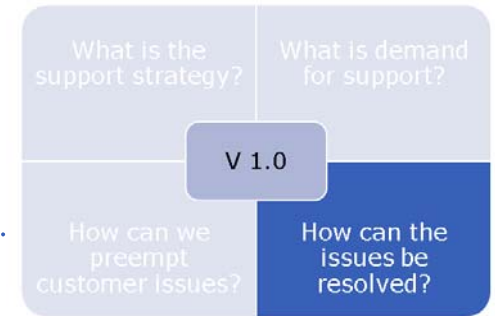 What is the
support strategy?
What is demand
for support?
V 1.0
How can we
preempt
customer issues?
How can the
issues be
resolved?